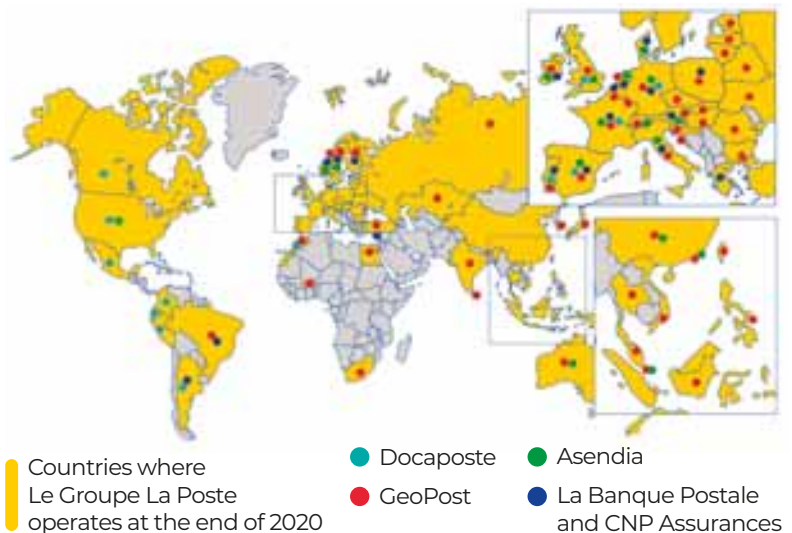 Countries where
Le Groupe La Poste
operates at the end of 2020
Docaposte
GeoPost
Asendia
La Banque Postale
and CNP Assurances